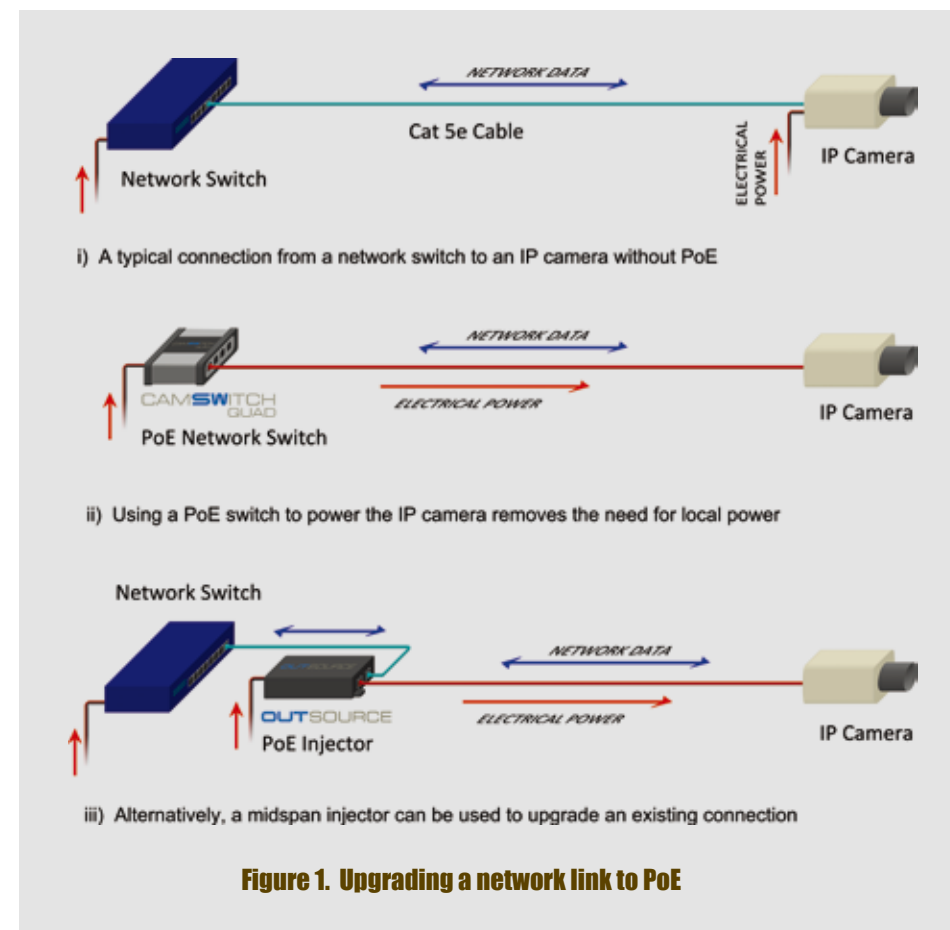 NETWORK DATA
Cat 5e Cable
ELECTRICAL
POWER
IP Camera
Network Switch
i) A typical connection from a network switch to an IP camera without PoE
NETWORK DATA
CAMSWITCH
QUAD
ELECTRICAL POWER
IP Camera
PoE Network Switch
ii) Using a PoE switch to power the IP camera removes the need for local power
Network Switch
NETWORK DATA
OUTSOURCE
OUTSOURCE
ELECTRICAL POWER
PoE Injector
IP Camera
iii) Alternatively, a midspan injector can be used to upgrade an existing connection
Figure 1. Upgrading a network link to PoE